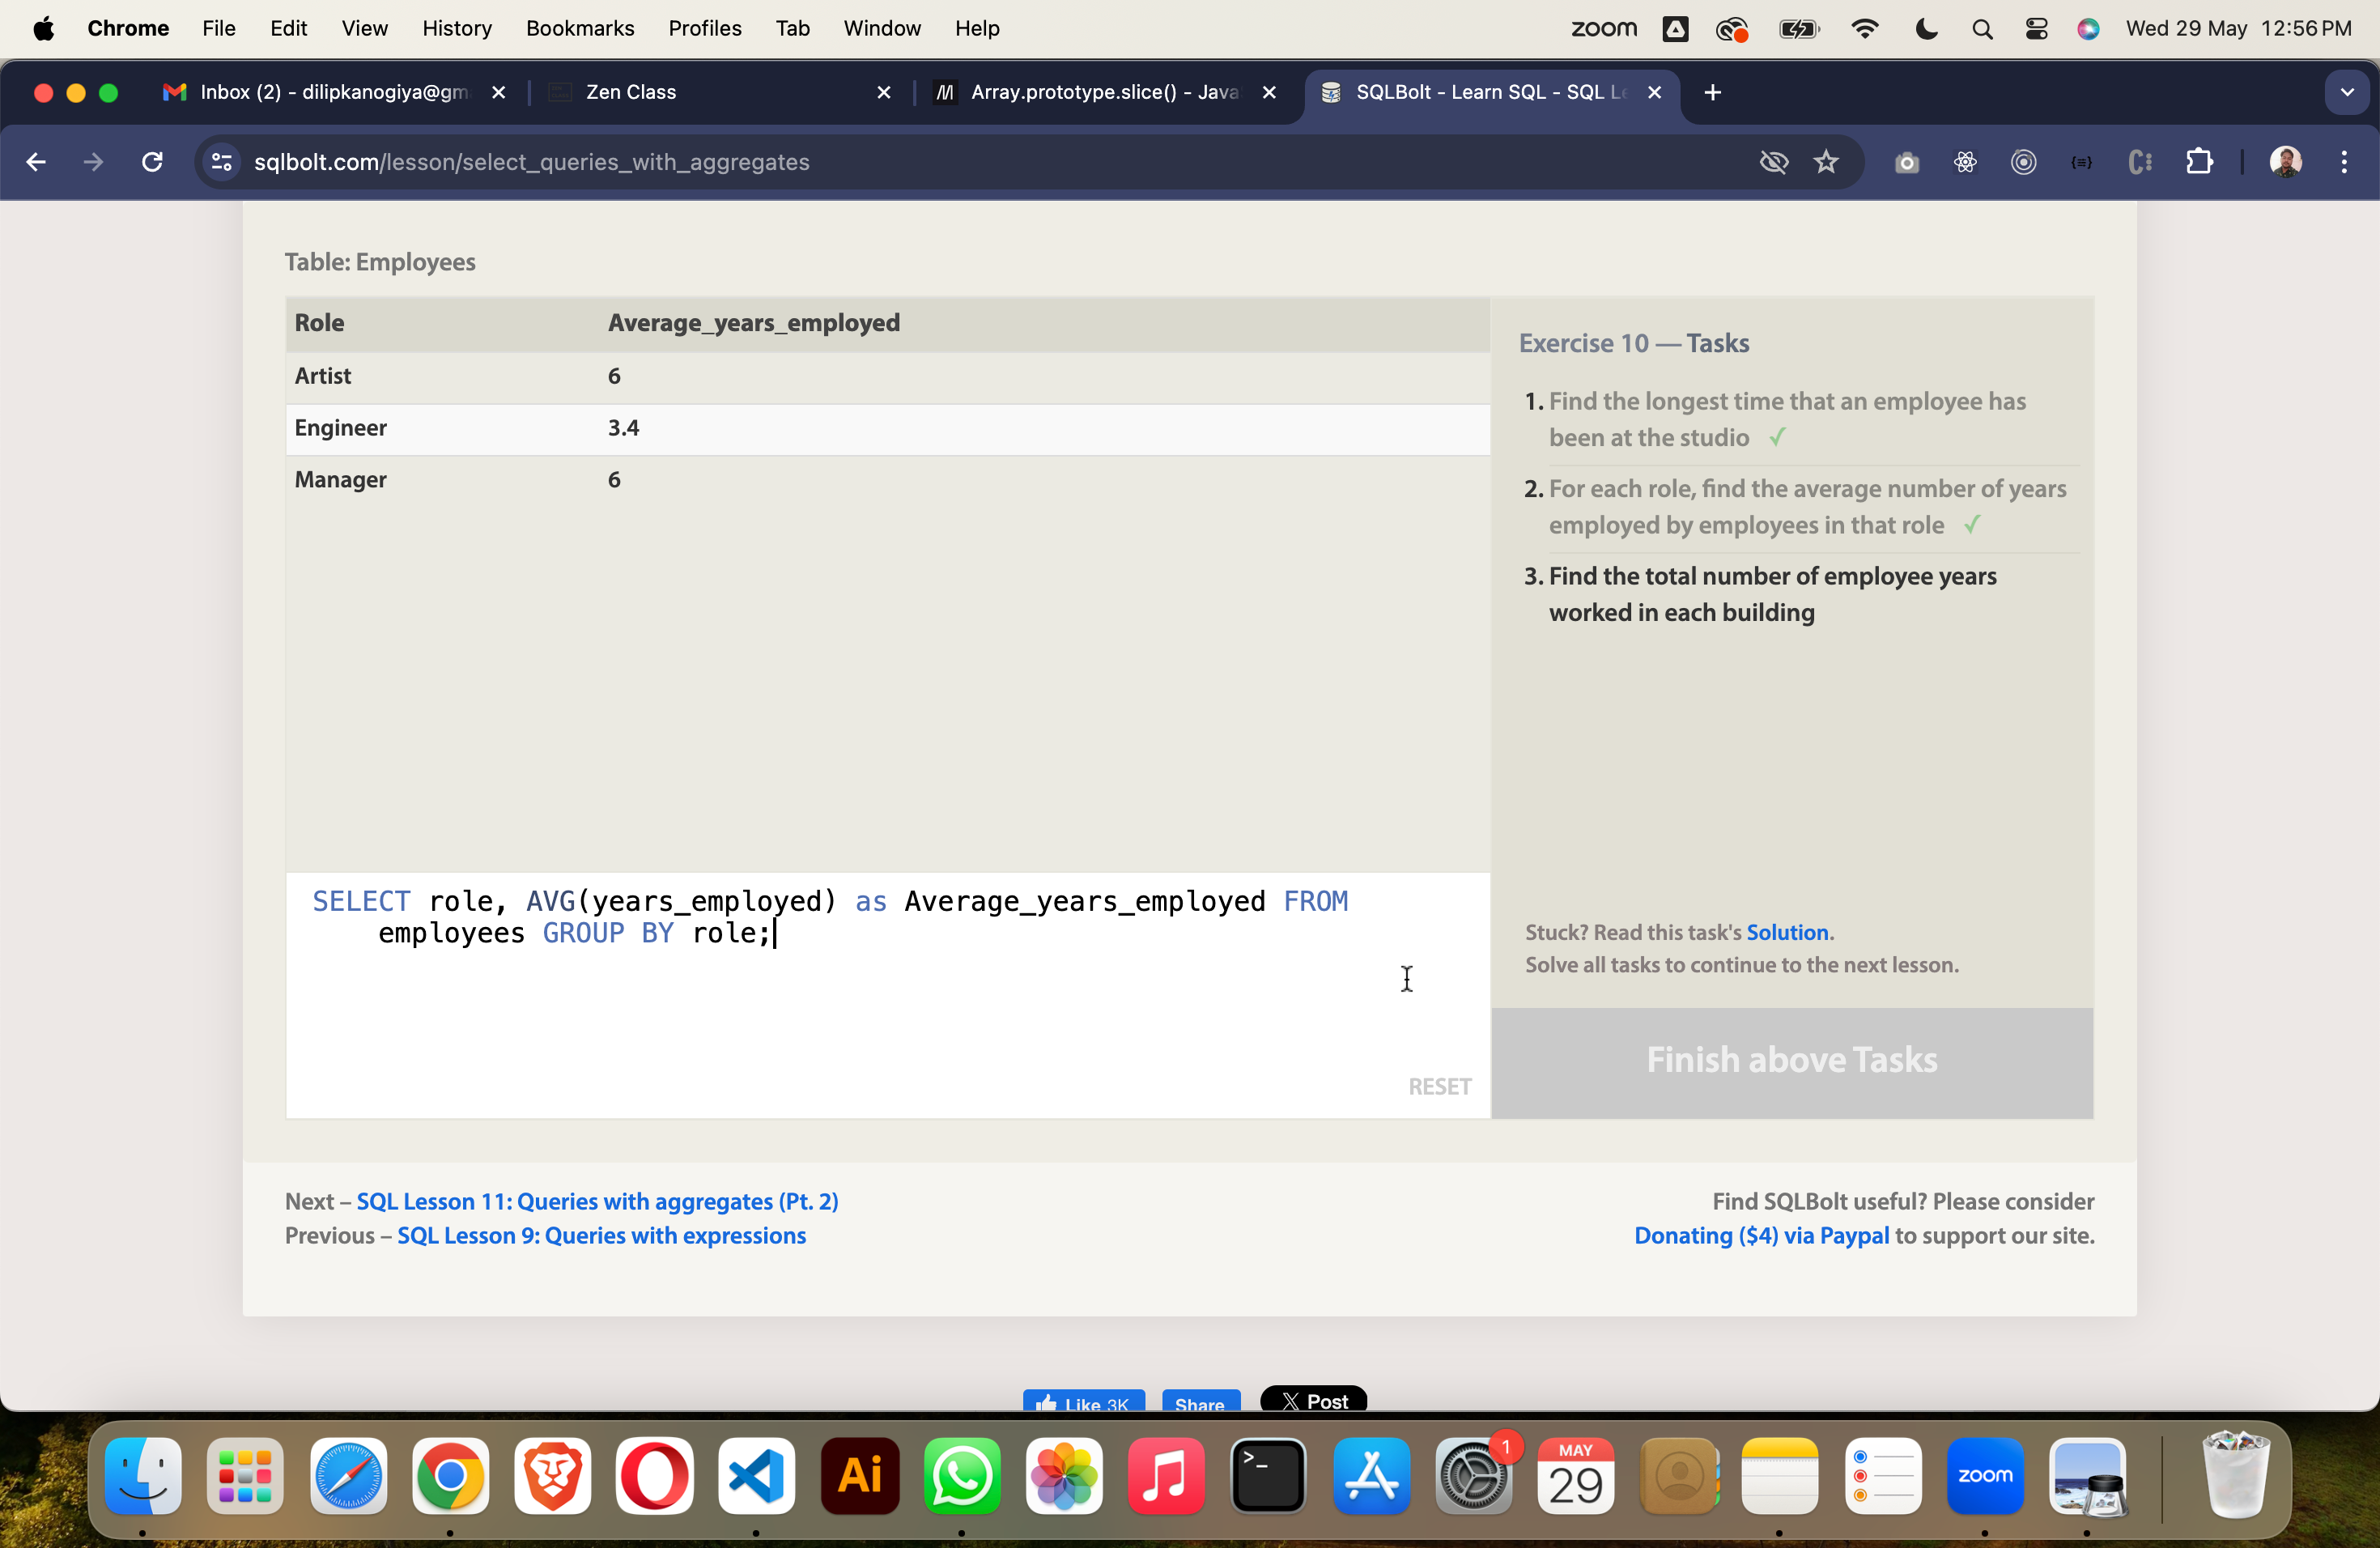 Chrome File Edit View History Bookmarks Profiles Tab Window Help zoom Wed 29 May 12:56 PM
Inbox (2) - dilipkanogiya@gm Zen Class Array.prototype.slice() - Java SQLBolt - Learn SQL - SQL Le
sqlbolt.com/lesson/select_queries_with_aggregates
Table: Employees
Role Average_years_employed
Artist 6
Engineer 3.4
Manager 6
SELECT role, AVG(years_employed) as Average_years_employed FROM
employees GROUP BY role;
RESET
Exercise 10 — Tasks
1. Find the longest time that an employee has
been at the studio ✓
2. For each role, find the average number of years
employed by employees in that role ✓
3. Find the total number of employee years
worked in each building
Stuck? Read this task's Solution.
Solve all tasks to continue to the next lesson.
Finish above Tasks
Next – SQL Lesson 11: Queries with aggregates (Pt. 2)
Previous – SQL Lesson 9: Queries with expressions
Find SQLBolt useful? Please consider
Donating ($4) via Paypal to support our site.
Like 3K Share X Post
Ai
>_
1
MAY
29
zoom